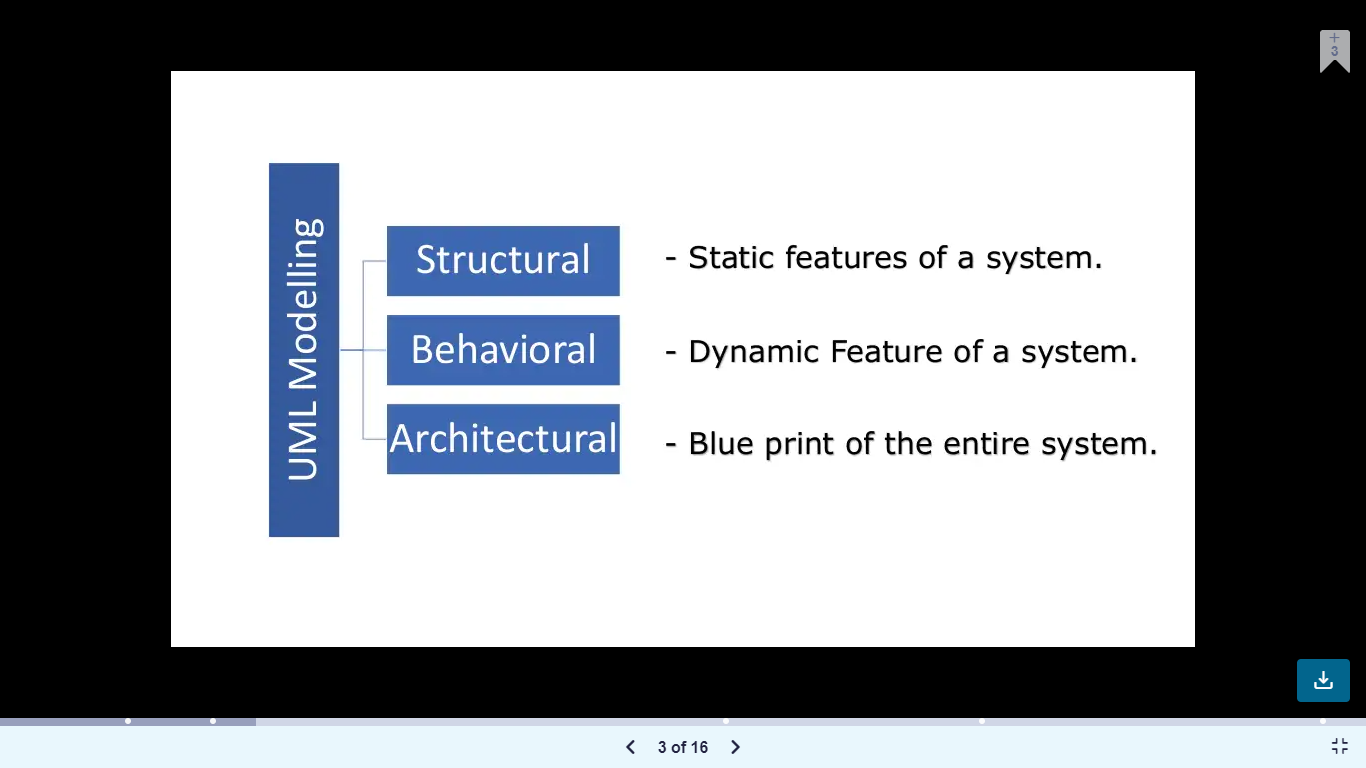 +
3
UML Modelling
Structural
- Static features of a system.
Behavioral
- Dynamic Feature of a system.
Architectural
- Blue print of the entire system.
3 of 16